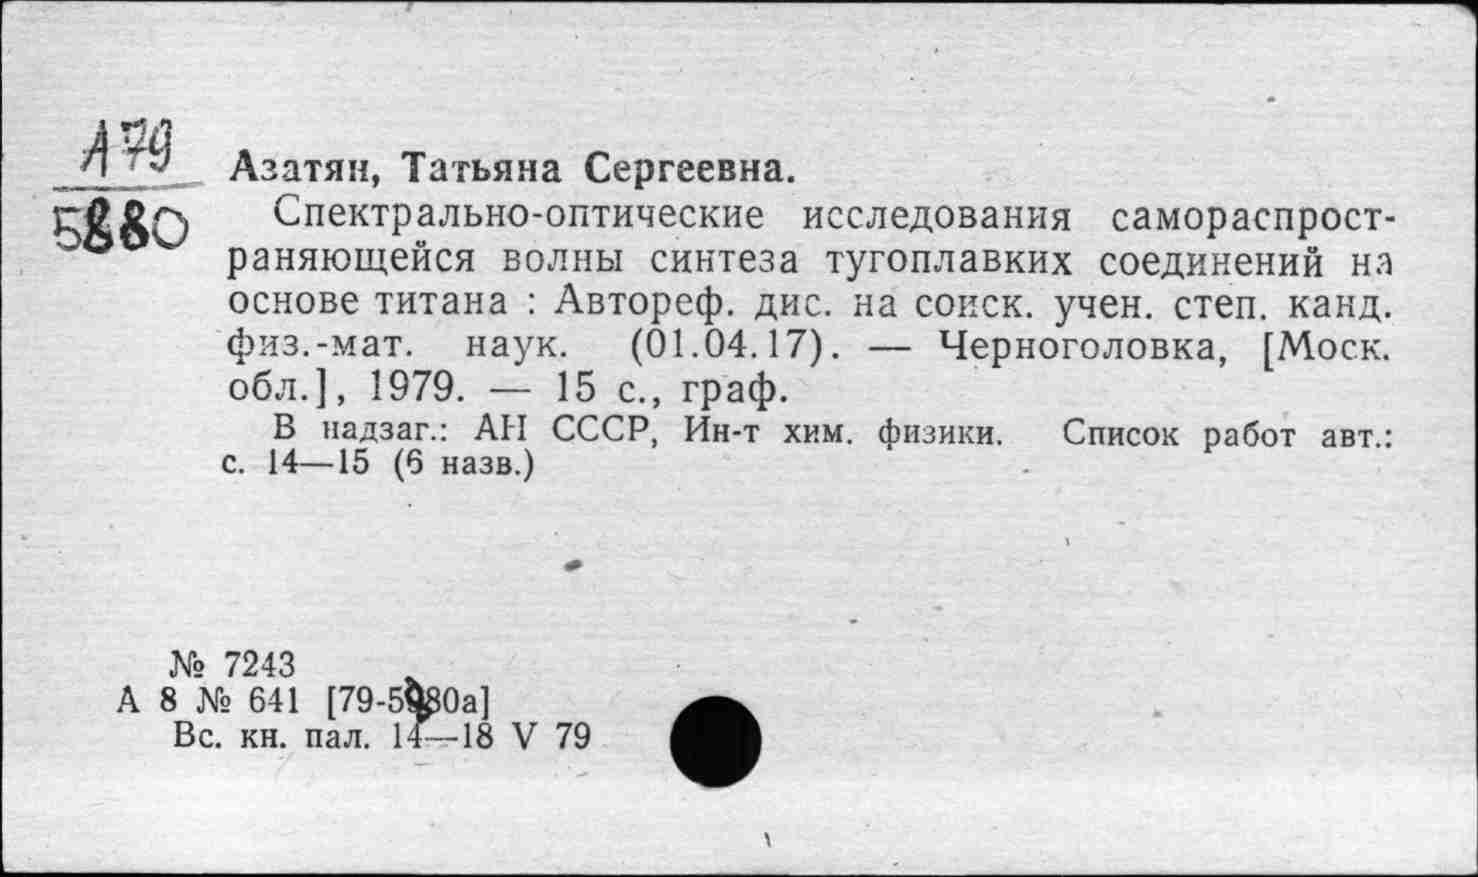 А79
5880
Азатян, Татьяна Сергеевна.
Спектрально-оптические исследования самораспрост-
раняющейся волны синтеза тугоплавких соединений на
основе титана : Автореф. дис. на соиск. учен. степ. канд.
физ.-мат. наук. (01.04.17). — Черноголовка, [Моск.
обл.], 1979. — 15 с., граф.
В надзаг.: АН СССР, Ин-т хим. физики. Список работ авт.:
с. 14—15 (6 назв.)
№ 7243
А 8 № 641 [79-5880а]
Вс. кн. пал. 14—18 V 79